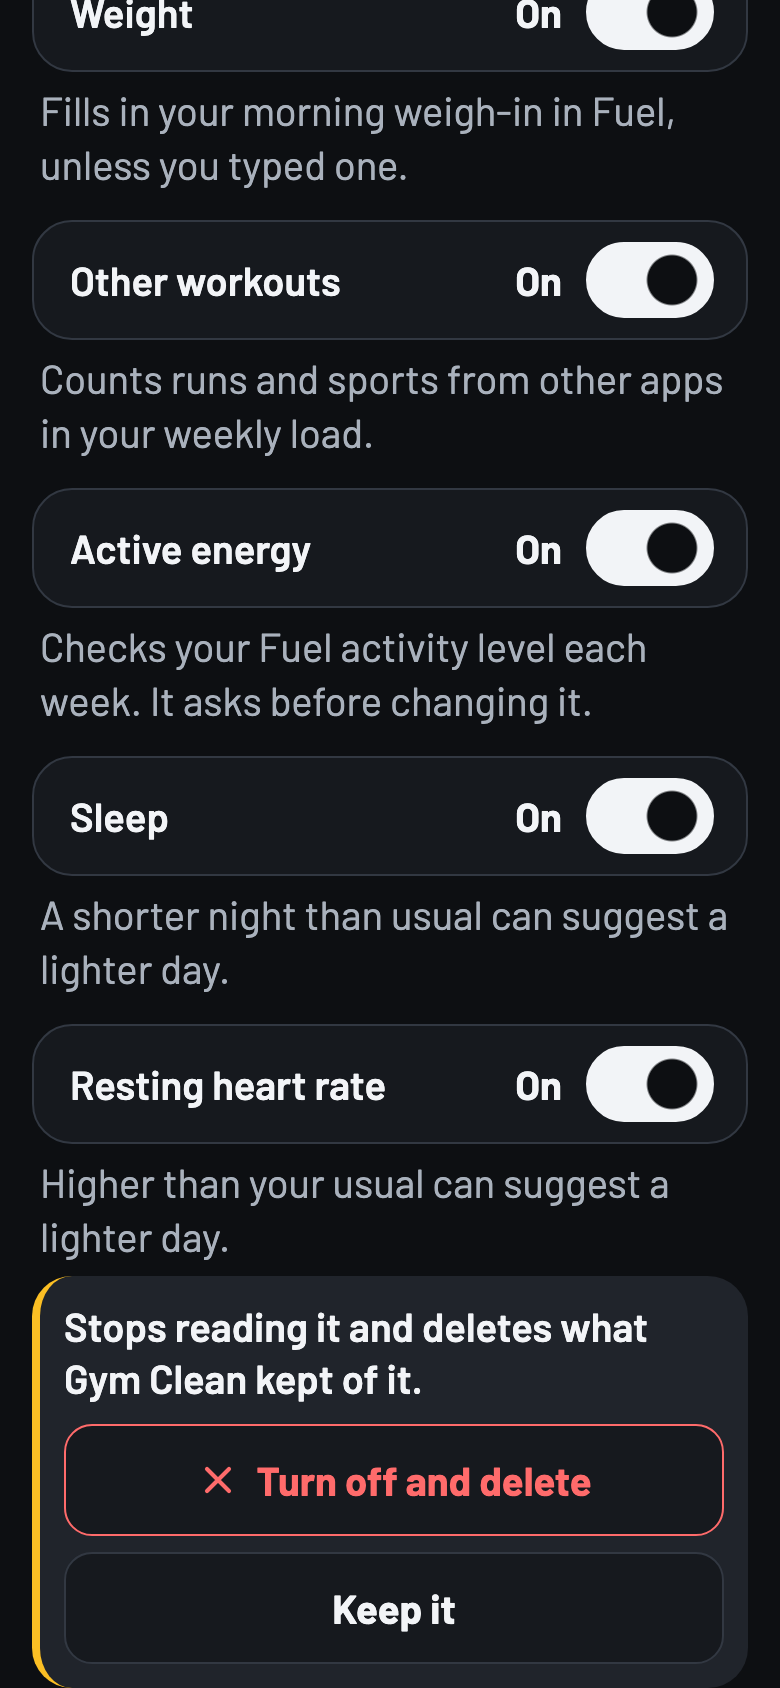 Weight On
Fills in your morning weigh-in in Fuel,
unless you typed one.
Other workouts On
Counts runs and sports from other apps
in your weekly load.
Active energy On
Checks your Fuel activity level each
week. It asks before changing it.
Sleep On
A shorter night than usual can suggest a
lighter day.
Resting heart rate On
Higher than your usual can suggest a
lighter day.
Stops reading it and deletes what
Gym Clean kept of it.
Turn off and delete
Keep it